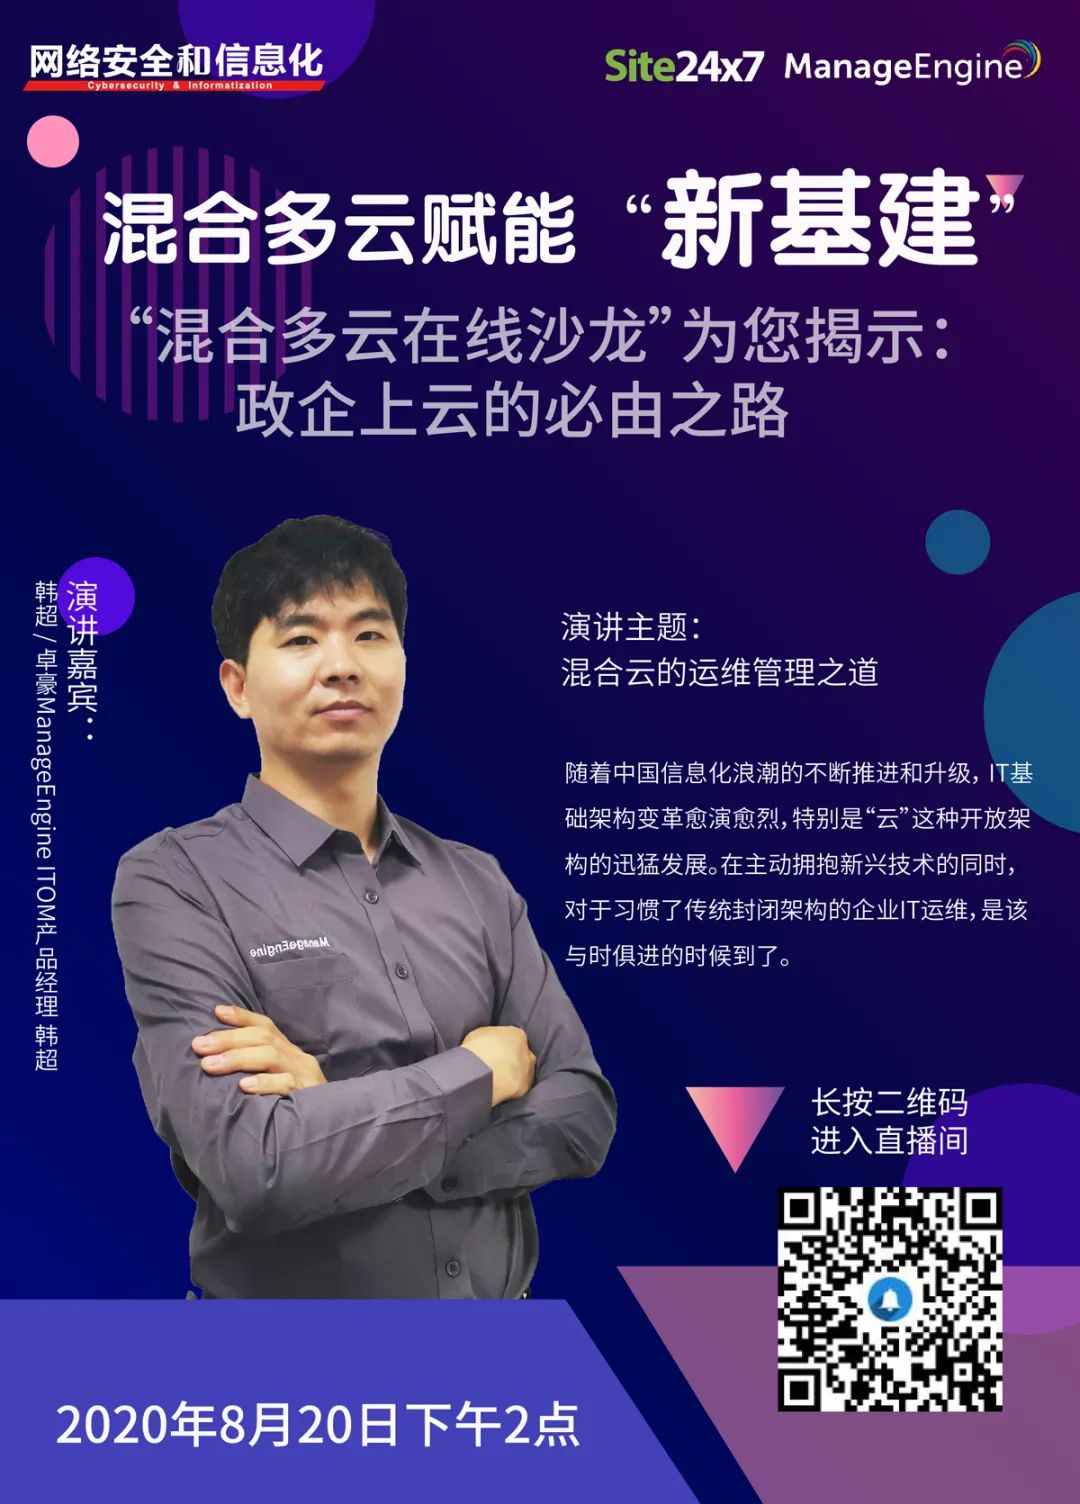 网络安全和信息化
Cybersecurity & Informatization
Site24x7 ManageEngine
混合多云赋能 “新基建”
“混合多云在线沙龙”为您揭示：
政企上云的必由之路
演讲嘉宾：
韩超 / 卓豪ManageEngine ITOM产品经理 韩超
演讲主题：
混合云的运维管理之道
随着中国信息化浪潮的不断推进和升级，IT基
础架构变革愈演愈烈，特别是“云”这种开放架
构的迅猛发展。在主动拥抱新兴技术的同时，
对于习惯了传统封闭架构的企业IT运维，是该
与时俱进的时候到了。
ManageEngine
长按二维码
进入直播间
2020年8月20日下午2点